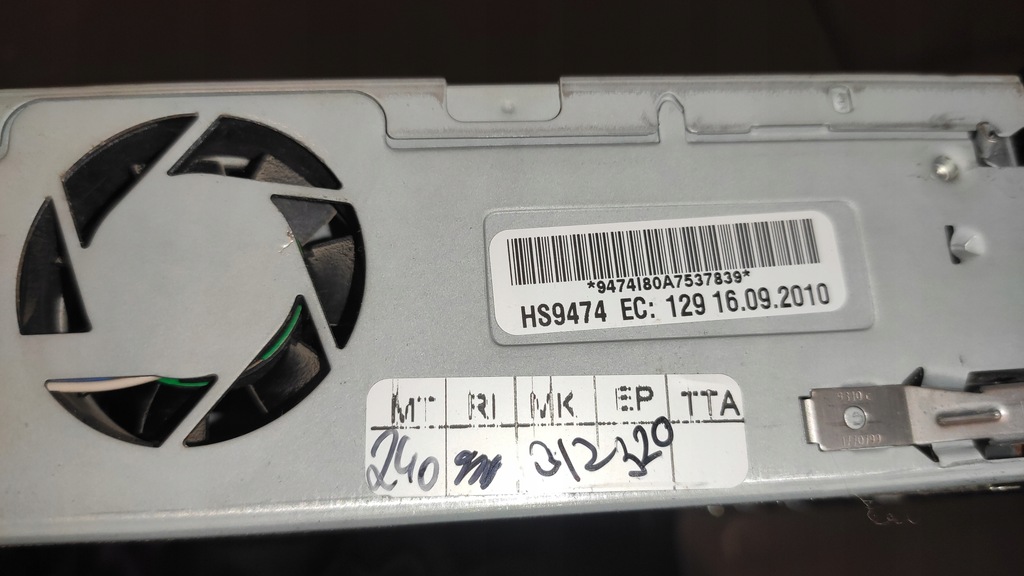 *9474I80A7537839*
HS9474 EC: 129 16.09.2010
MT RI MK EP TTA
240 312 320